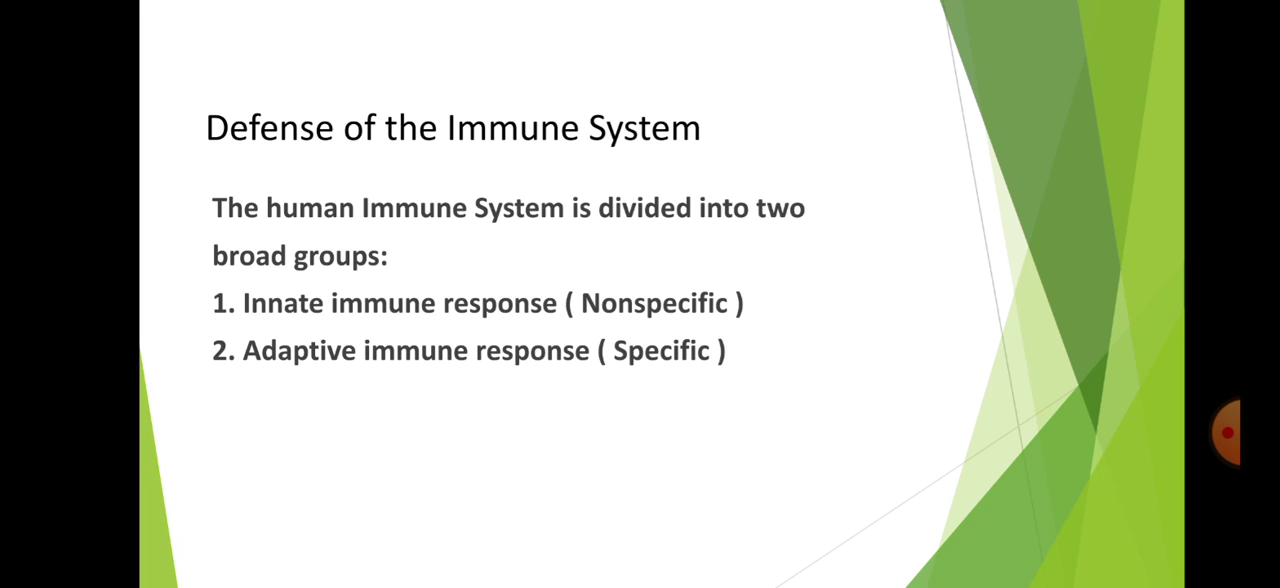 Defense of the Immune System
The human Immune System is divided into two
broad groups:
1. Innate immune response ( Nonspecific )
2. Adaptive immune response ( Specific )